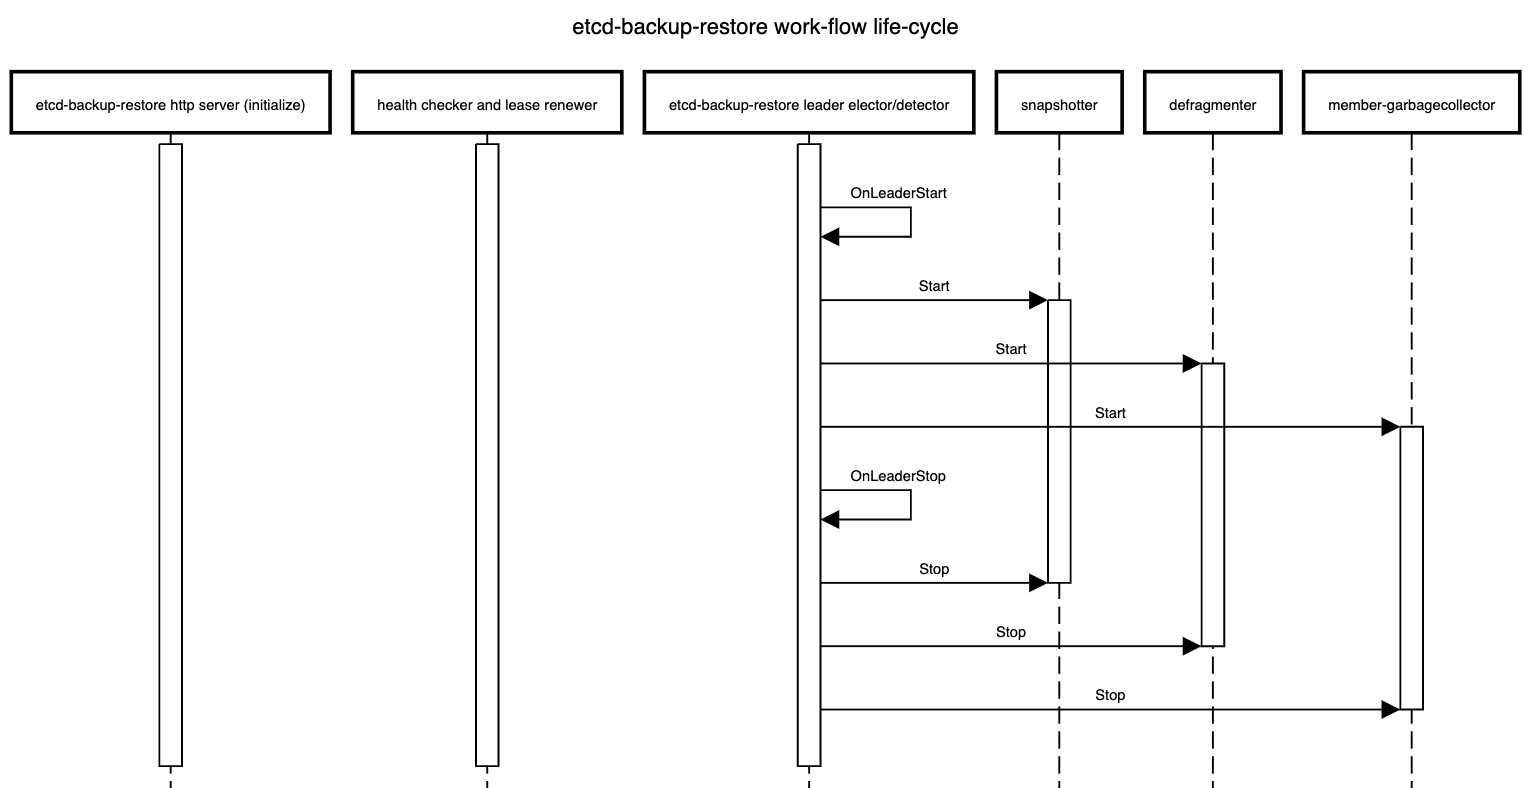 etcd-backup-restore work-flow life-cycle
etcd-backup-restore http server (initialize)
health checker and lease renewer
etcd-backup-restore leader elector/detector
snapshotter
defragmenter
member-garbagecollector
OnLeaderStart
Start
Start
Start
OnLeaderStop
Stop
Stop
Stop